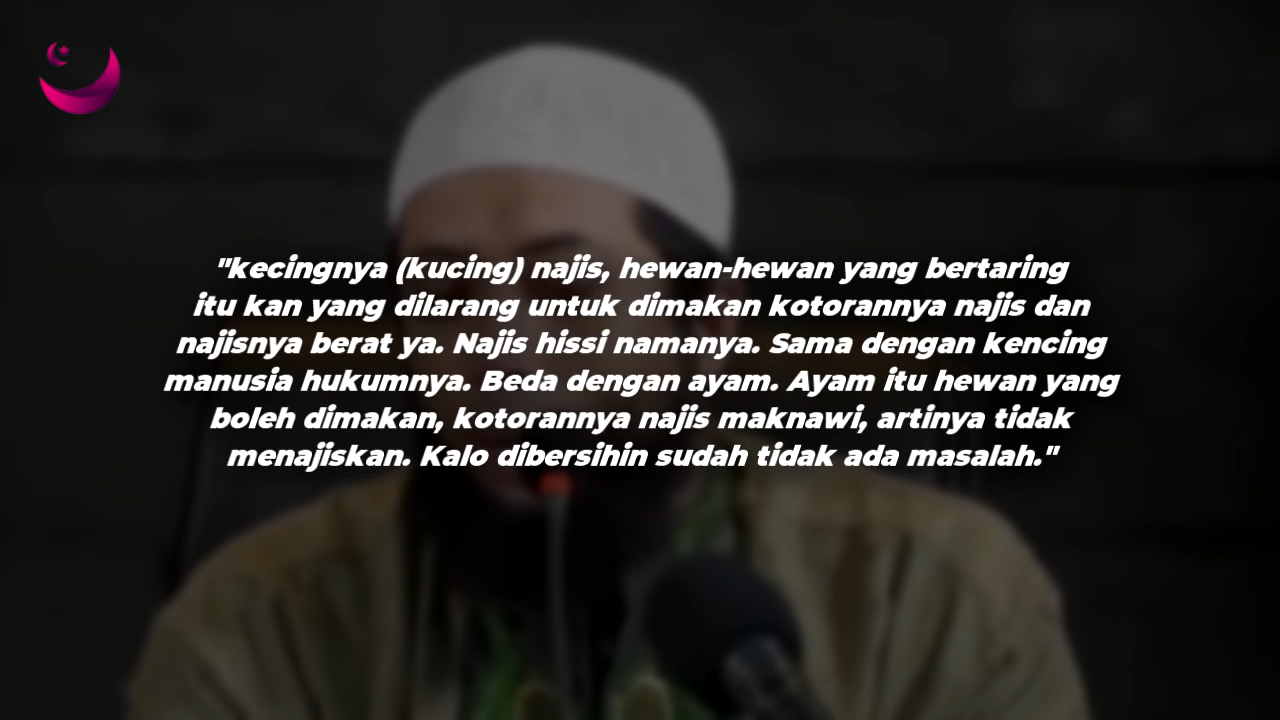 "kecingnya (kucing) najis, hewan-hewan yang bertaring
itu kan yang dilarang untuk dimakan kotorannya najis dan
najisnya berat ya. Najis hissi namanya. Sama dengan kencing
manusia hukumnya. Beda dengan ayam. Ayam itu hewan yang
boleh dimakan, kotorannya najis maknawi, artinya tidak
menajiskan. Kalo dibersihin sudah tidak ada masalah."